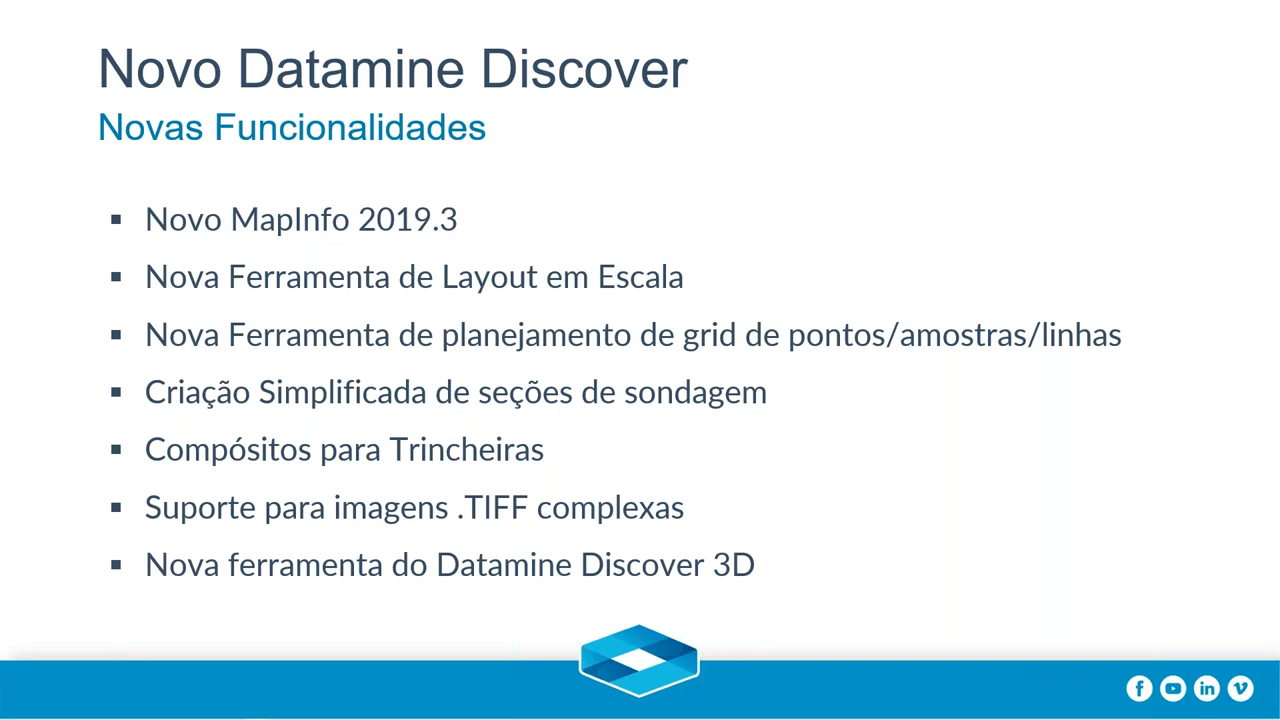 Novo Datamine Discover
Novas Funcionalidades
▪ Novo MapInfo 2019.3
▪ Nova Ferramenta de Layout em Escala
▪ Nova Ferramenta de planejamento de grid de pontos/amostras/linhas
▪ Criação Simplificada de seções de sondagem
▪ Compósitos para Trincheiras
▪ Suporte para imagens .TIFF complexas
▪ Nova ferramenta do Datamine Discover 3D